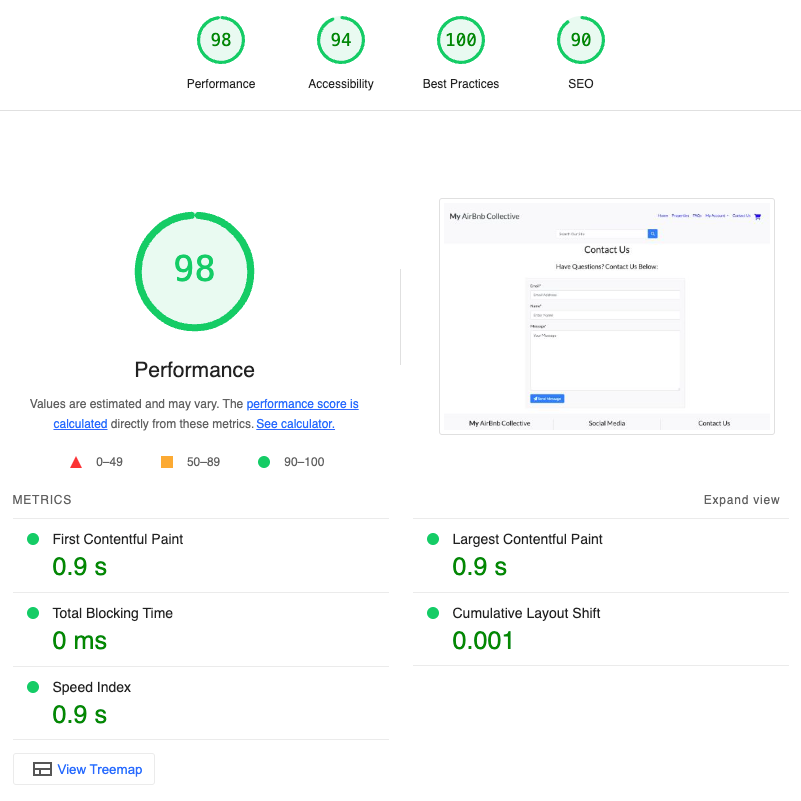 98
94
100
90
Performance
Accessibility
Best Practices
SEO
98
Performance
Values are estimated and may vary. The performance score is
calculated directly from these metrics. See calculator.
0–49
50–89
90–100
My AirBnb Collective
Home Properties FAQs My Account Contact Us
Contact Us
Have Questions? Contact Us Below:
Email*
Email Address
Name*
Message*
Your Message
Send Message
My AirBnb Collective
Social Media
Contact Us
METRICS
Expand view
First Contentful Paint
0.9 s
Largest Contentful Paint
0.9 s
Total Blocking Time
0 ms
Cumulative Layout Shift
0.001
Speed Index
0.9 s
View Treemap